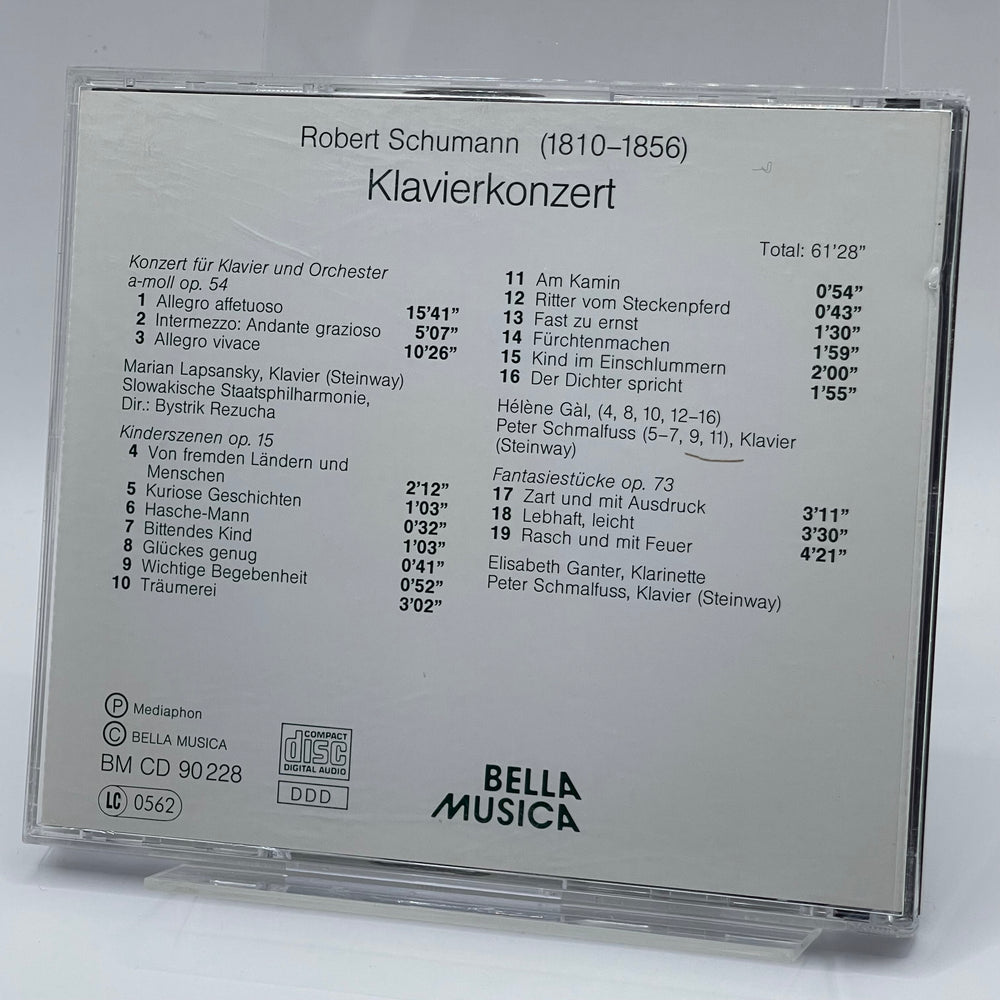 Robert Schumann (1810–1856)
Klavierkonzert
Total: 61'28"
Konzert für Klavier und Orchester
a-moll op. 54
1 Allegro affetuoso 15'41"
2 Intermezzo: Andante grazioso 5'07"
3 Allegro vivace 10'26"
Marian Lapsansky, Klavier (Steinway)
Slowakische Staatsphilharmonie,
Dir.: Bystrik Rezucha
Kinderszenen op. 15
4 Von fremden Ländern und
Menschen 2'12"
5 Kuriose Geschichten 1'03"
6 Hasche-Mann 0'32"
7 Bittendes Kind 1'03"
8 Glückes genug 0'41"
9 Wichtige Begebenheit 0'52"
10 Träumerei 3'02"
11 Am Kamin 0'54"
12 Ritter vom Steckenpferd 0'43"
13 Fast zu ernst 1'30"
14 Fürchtenmachen 1'59"
15 Kind im Einschlummern 2'00"
16 Der Dichter spricht 1'55"
Hélène Gàl, (4, 8, 10, 12–16)
Peter Schmalfuss (5–7, 9, 11), Klavier
(Steinway)
Fantasiestücke op. 73
17 Zart und mit Ausdruck 3'11"
18 Lebhaft, leicht 3'30"
19 Rasch und mit Feuer 4'21"
Elisabeth Ganter, Klarinette
Peter Schmalfuss, Klavier (Steinway)
Ⓟ Mediaphon
Ⓒ BELLA MUSICA
BM CD 90228
LC 0562
COMPACT
disc
DIGITAL AUDIO
DDD
BELLA
MUSICA